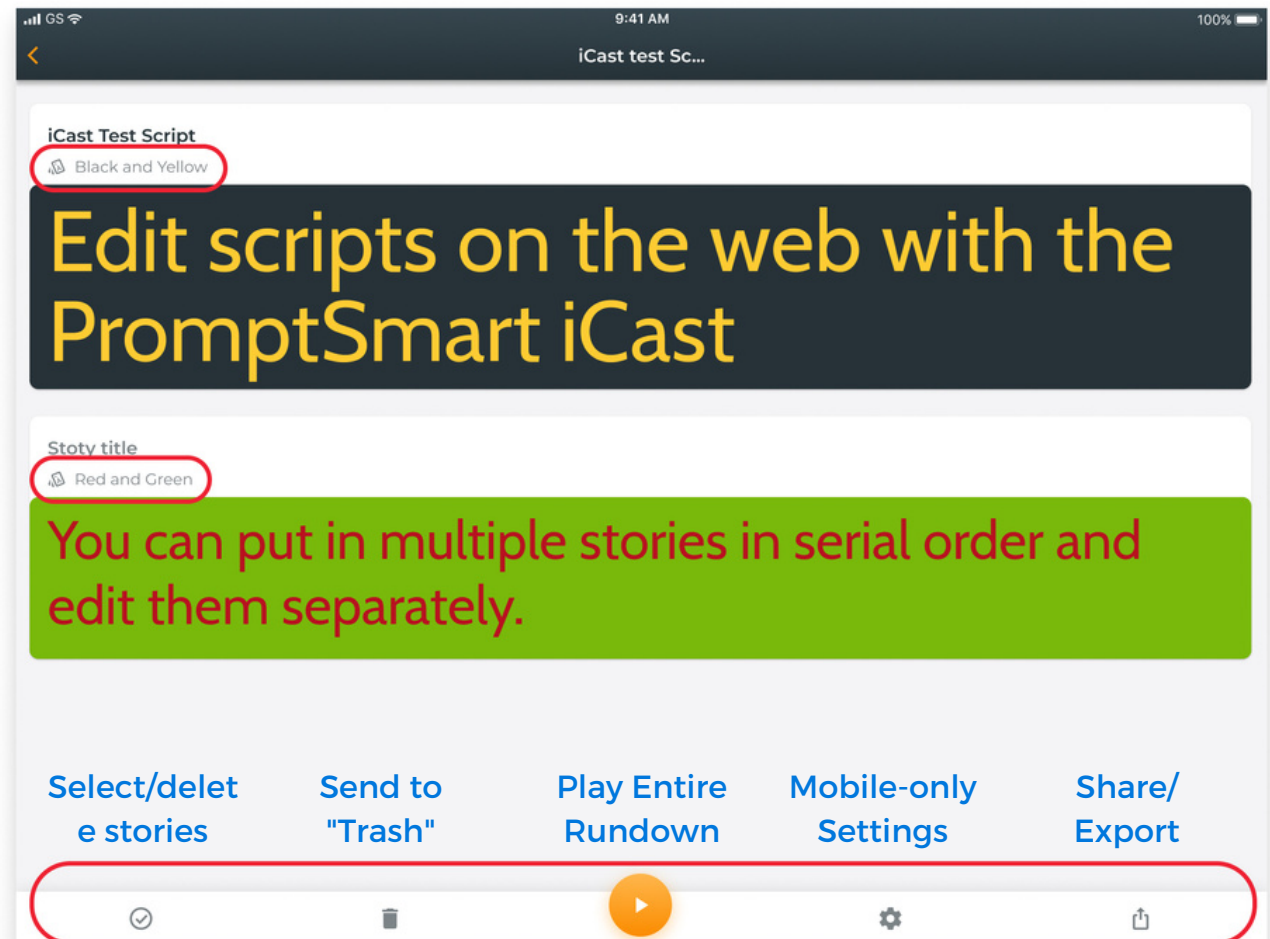 GS 9:41 AM 100%
iCast test Sc...
iCast Test Script
Black and Yellow
Edit scripts on the web with the
PromptSmart iCast
Stoty title
Red and Green
You can put in multiple stories in serial order and
edit them separately.
Select/delet
e stories
Send to
"Trash"
Play Entire
Rundown
Mobile-only
Settings
Share/
Export